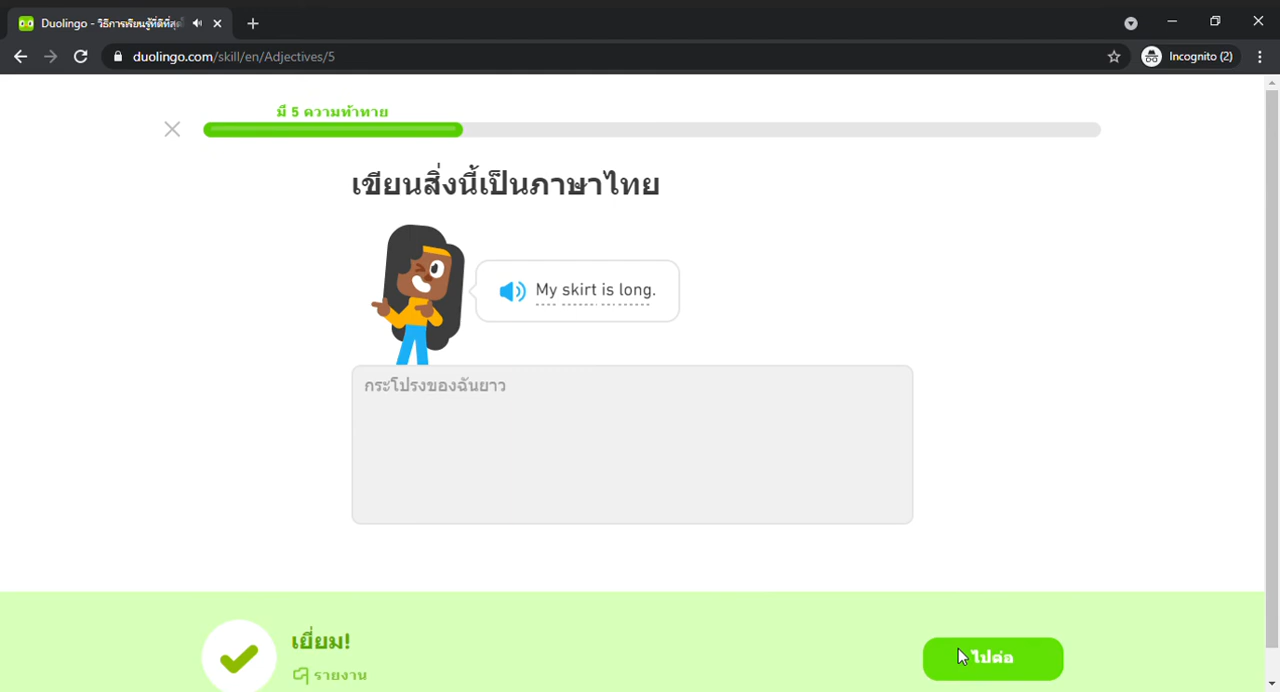 Duolingo - วิธีการเรียนรู้ที่ดีที่สุดใ
duolingo.com/skill/en/Adjectives/5
Incognito (2)
มี 5 ความท้าทาย
เขียนสิ่งนี้เป็นภาษาไทย
My skirt is long.
กระโปรงของฉันยาว
เยี่ยม!
รายงาน
ไปต่อ